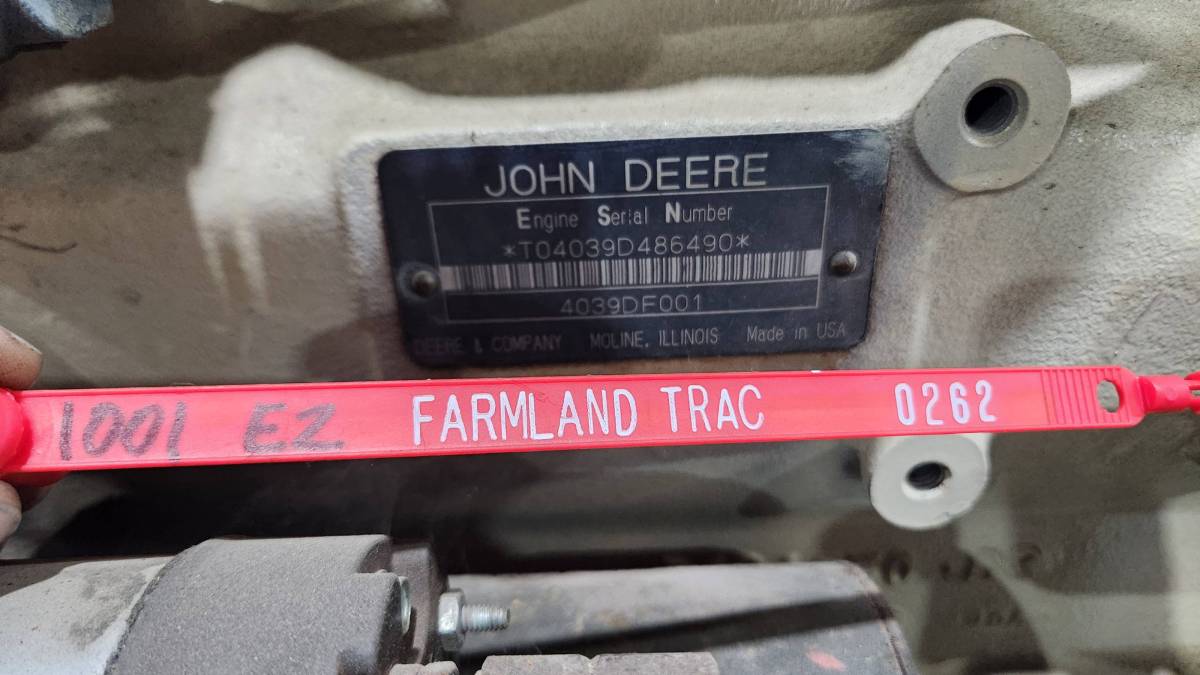 JOHN DEERE
Engine Serial Number
*T04039D486490*
4039DF001
DEERE & COMPANY MOLINE, ILLINOIS Made in USA
1001 EZ FARMLAND TRAC 0262